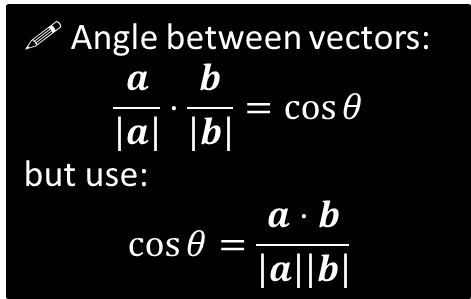 ✏ Angle between vectors:
𝒂/|𝒂| · 𝒃/|𝒃| = cos θ
but use:
cos θ = 𝒂 · 𝒃/|𝒂||𝒃|